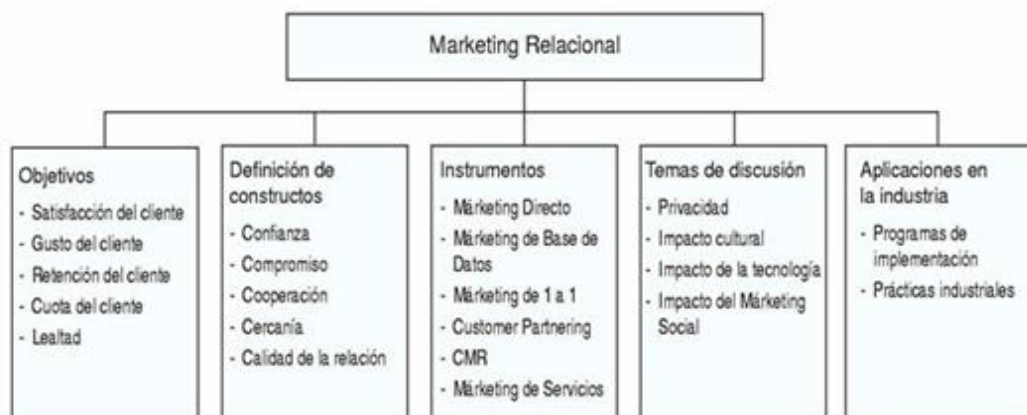 Marketing Relacional
Objetivos
- Satisfacción del cliente
- Gusto del cliente
- Retención del cliente
- Cuota del cliente
- Lealtad
Definición de
constructos
- Confianza
- Compromiso
- Cooperación
- Cercanía
- Calidad de la relación
Instrumentos
- Márketing Directo
- Márketing de Base de
Datos
- Márketing de 1 a 1
- Customer Partnering
- CMR
- Márketing de Servicios
Temas de discusión
- Privacidad
- Impacto cultural
- Impacto de la tecnología
- Impacto del Márketing
Social
Aplicaciones en
la industria
- Programas de
implementación
- Prácticas industriales